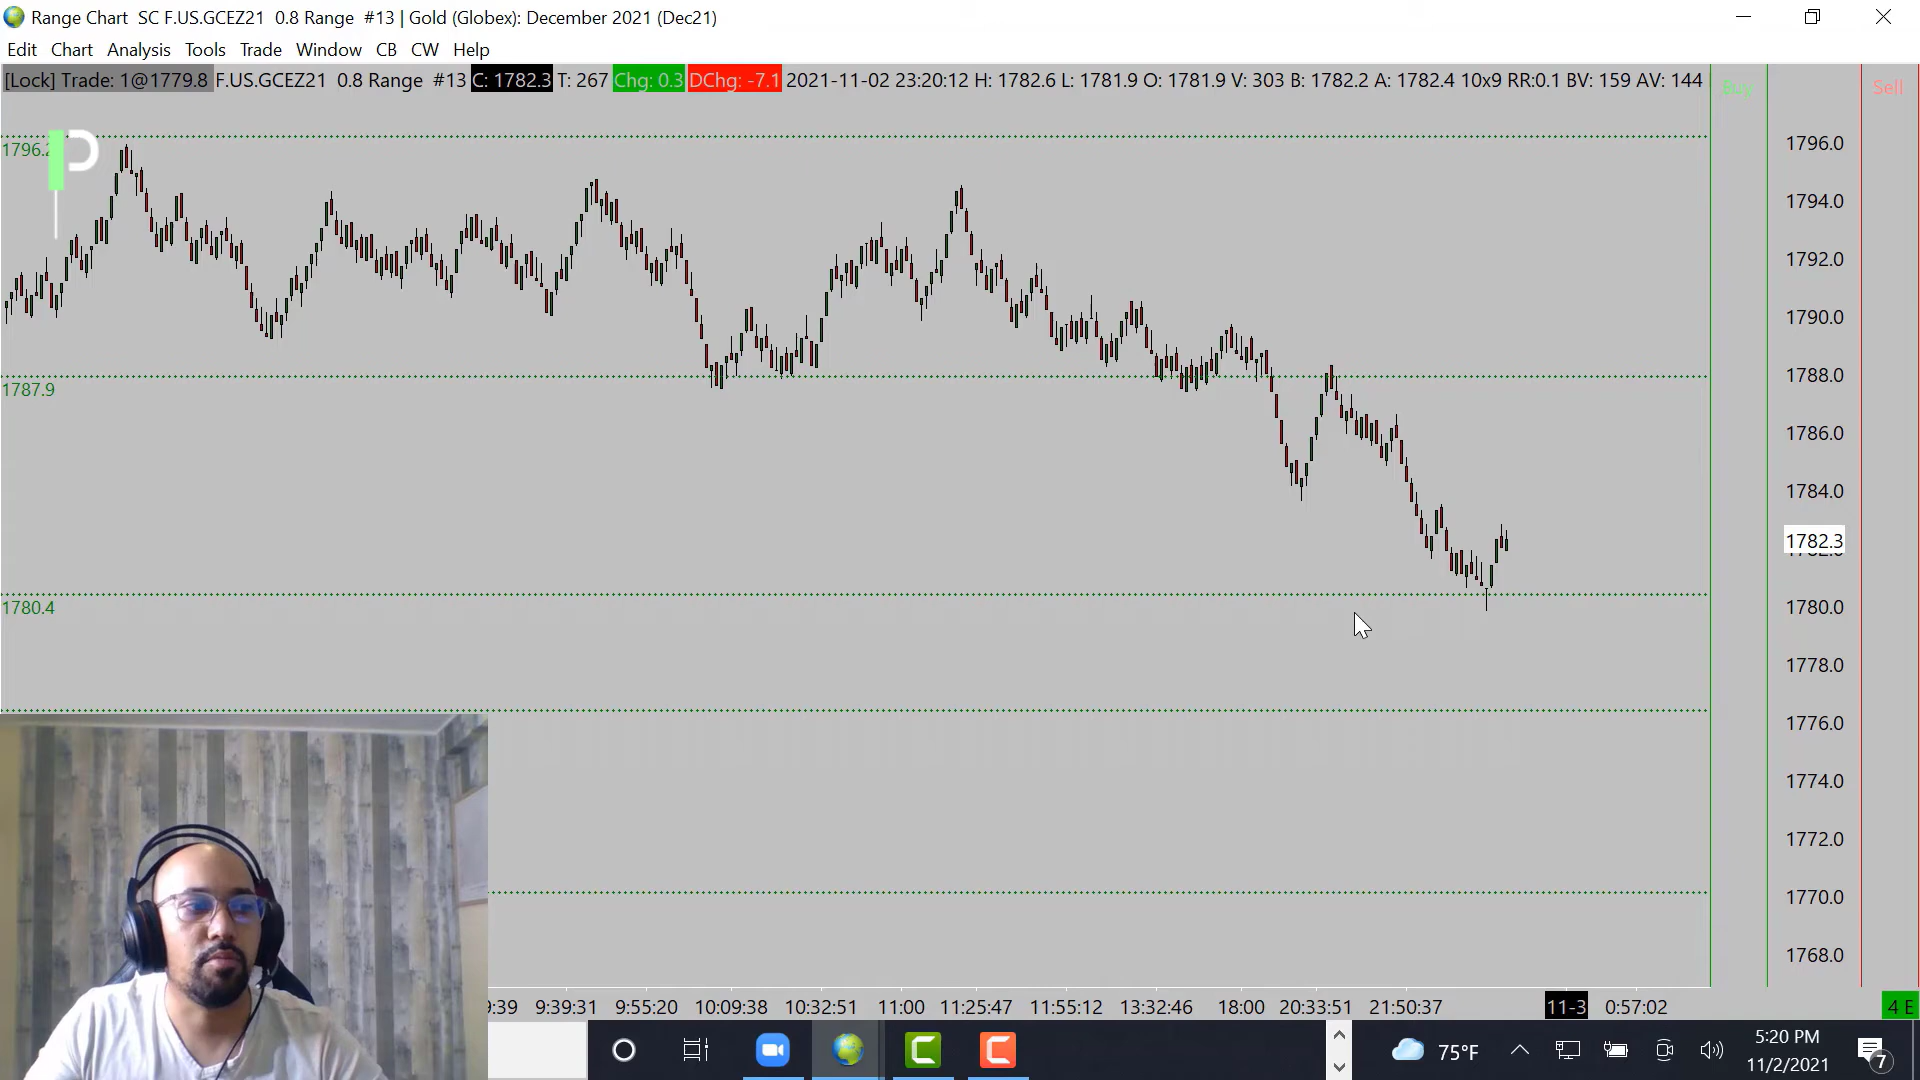 Range Chart  SC F.US.GCEZ21  0.8 Range  #13 | Gold (Globex): December 2021 (Dec21)
Edit Chart Analysis Tools Trade Window CB CW Help
[Lock] Trade: 1@1779.8 F.US.GCEZ21  0.8 Range  #13 C: 1782.3 T: 267 Chg: 0.3 DChg: -7.1 2021-11-02 23:20:12 H: 1782.6 L: 1781.9 O: 1781.9 V: 303 B: 1782.2 A: 1782.4 10x9 RR:0.1 BV: 159 AV: 144
Buy
Sell
1796.2
1787.9
1780.4
1796.0
1794.0
1792.0
1790.0
1788.0
1786.0
1784.0
1782.3
1780.0
1778.0
1776.0
1774.0
1772.0
1770.0
1768.0
9:39 9:39:31 9:55:20 10:09:38 10:32:51 11:00 11:25:47 11:55:12 13:32:46 18:00 20:33:51 21:50:37 11-3 0:57:02
4 E
75°F
5:20 PM
11/2/2021
7